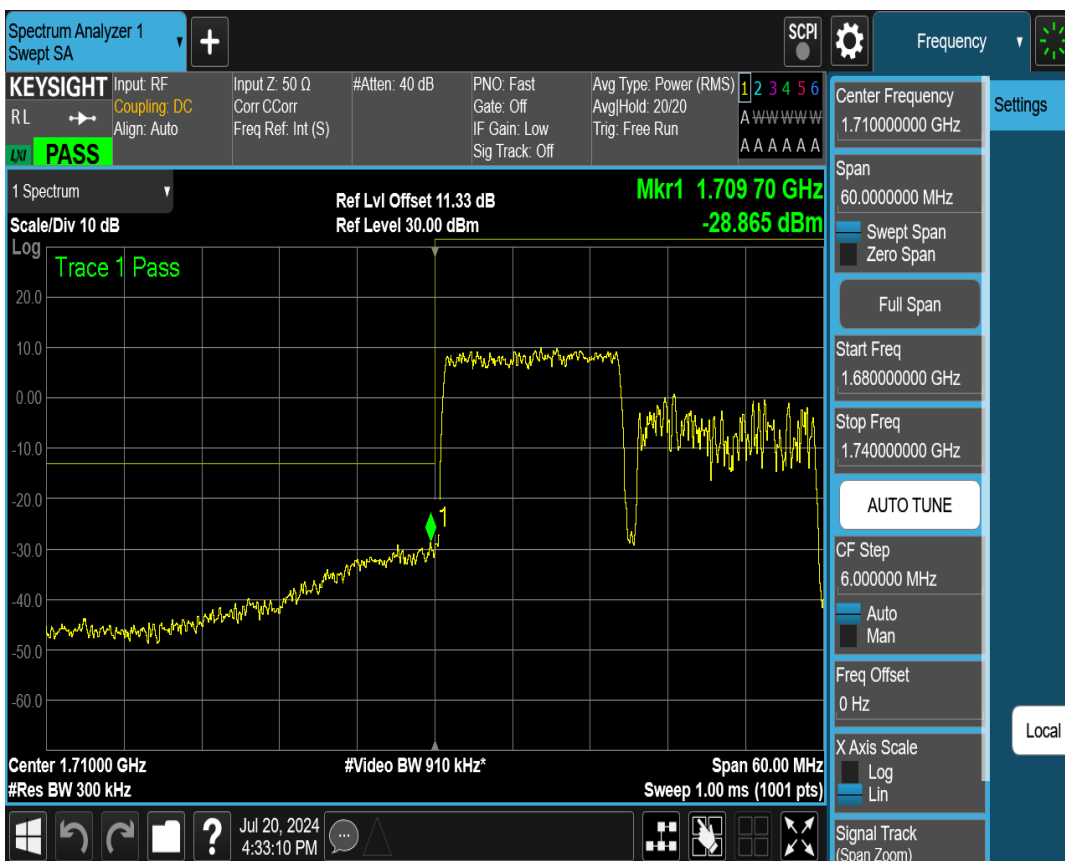 Spectrum Analyzer 1
Swept SA
+
SCPI
Frequency
KEYSIGHT
RL
LXI
PASS
Input: RF
Coupling: DC
Align: Auto
Input Z: 50 Ω
Corr CCorr
Freq Ref: Int (S)
#Atten: 40 dB
PNO: Fast
Gate: Off
IF Gain: Low
Sig Track: Off
Avg Type: Power (RMS)
Avg|Hold: 20/20
Trig: Free Run
1 2 3 4 5 6
A W W W W W
A A A A A A
1 Spectrum
Scale/Div 10 dB
Ref Lvl Offset 11.33 dB
Ref Level 30.00 dBm
Mkr1 1.709 70 GHz
-28.865 dBm
Log
Trace 1 Pass
20.0
10.0
0.00
-10.0
-20.0
-30.0
-40.0
-50.0
-60.0
1
Center 1.71000 GHz
#Res BW 300 kHz
#Video BW 910 kHz*
Span 60.00 MHz
Sweep 1.00 ms (1001 pts)
Center Frequency
1.710000000 GHz
Span
60.0000000 MHz
Swept Span
Zero Span
Full Span
Start Freq
1.680000000 GHz
Stop Freq
1.740000000 GHz
AUTO TUNE
CF Step
6.000000 MHz
Auto
Man
Freq Offset
0 Hz
X Axis Scale
Log
Lin
Signal Track
(Span Zoom)
Settings
Local
?
Jul 20, 2024
4:33:10 PM